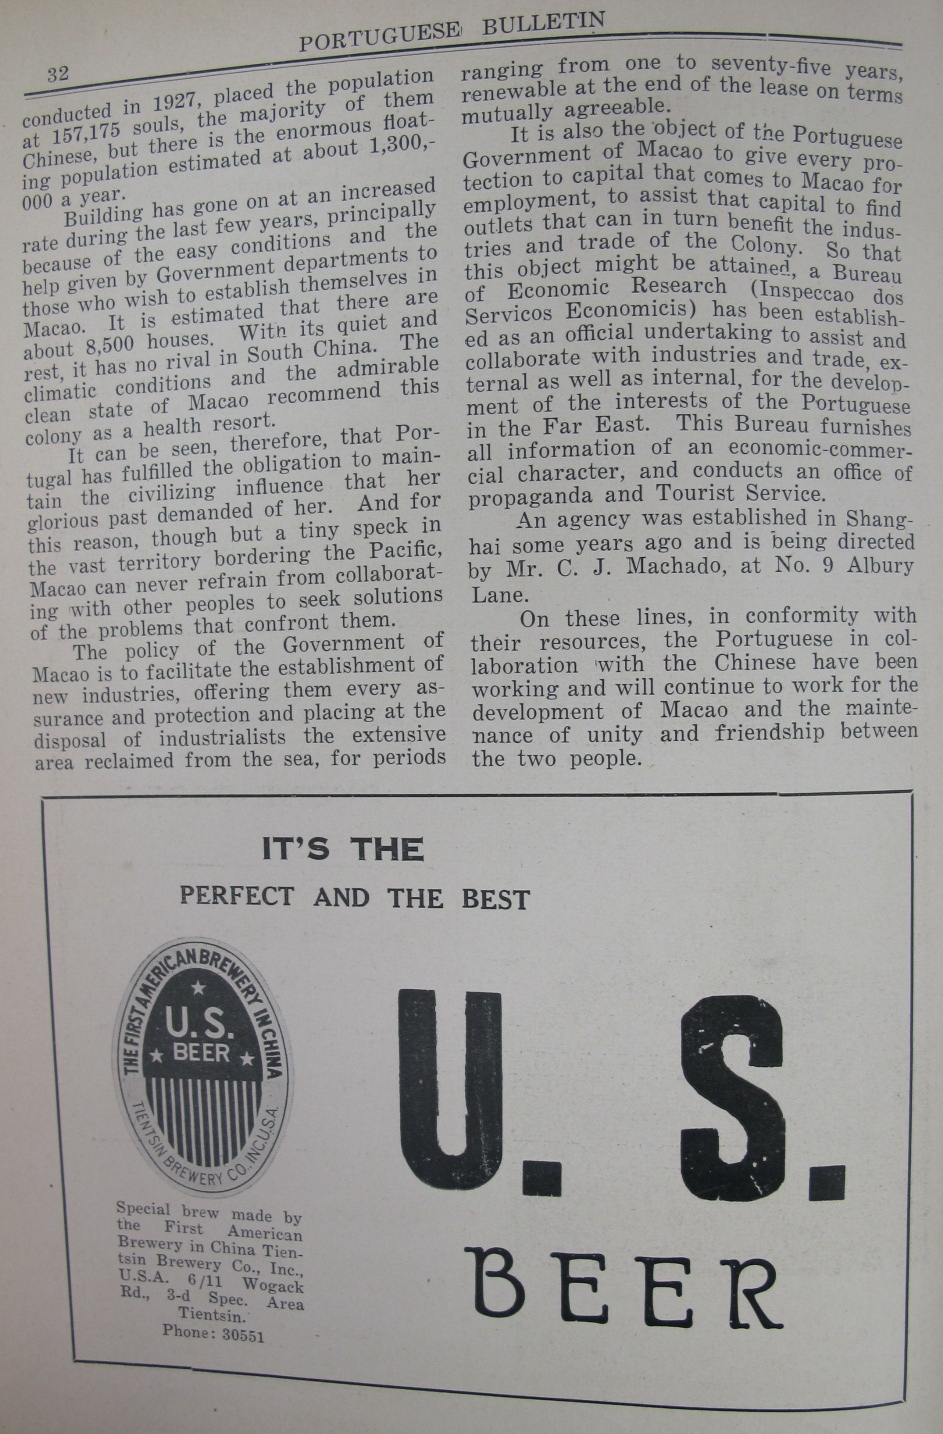 32
PORTUGUESE BULLETIN
conducted in 1927, placed the population
at 157,175 souls, the majority of them
Chinese, but there is the enormous float-
ing population estimated at about 1,300,-
000 a year.
Building has gone on at an increased
rate during the last few years, principally
because of the easy conditions and the
help given by Government departments to
those who wish to establish themselves in
Macao. It is estimated that there are
about 8,500 houses. With its quiet and
rest, it has no rival in South China. The
climatic conditions and the admirable
clean state of Macao recommend this
colony as a health resort.
It can be seen, therefore, that Por-
tugal has fulfilled the obligation to main-
tain the civilizing influence that her
glorious past demanded of her. And for
this reason, though but a tiny speck in
the vast territory bordering the Pacific,
Macao can never refrain from collaborat-
ing with other peoples to seek solutions
of the problems that confront them.
The policy of the Government of
Macao is to facilitate the establishment of
new industries, offering them every as-
surance and protection and placing at the
disposal of industrialists the extensive
area reclaimed from the sea, for periods
ranging from one to seventy-five years,
renewable at the end of the lease on terms
mutually agreeable.
It is also the object of the Portuguese
Government of Macao to give every pro-
tection to capital that comes to Macao for
employment, to assist that capital to find
outlets that can in turn benefit the indus-
tries and trade of the Colony. So that
this object might be attained, a Bureau
of Economic Research (Inspeccao dos
Servicos Economicis) has been establish-
ed as an official undertaking to assist and
collaborate with industries and trade, ex-
ternal as well as internal, for the develop-
ment of the interests of the Portuguese
in the Far East. This Bureau furnishes
all information of an economic-commer-
cial character, and conducts an office of
propaganda and Tourist Service.
An agency was established in Shang-
hai some years ago and is being directed
by Mr. C. J. Machado, at No. 9 Albury
Lane.
On these lines, in conformity with
their resources, the Portuguese in col-
laboration with the Chinese have been
working and will continue to work for the
development of Macao and the mainte-
nance of unity and friendship between
the two people.
IT'S THE
PERFECT AND THE BEST
THE FIRST AMERICAN BREWERY IN CHINA
U.S.
BEER
TIENTSIN BREWERY CO., INC. U.S.A.
Special brew made by
the First American
Brewery in China Tien-
tsin Brewery Co., Inc.,
U.S.A. 6/11 Wogack
Rd., 3-d Spec. Area
Tientsin.
Phone: 30551
U. S.
BEER